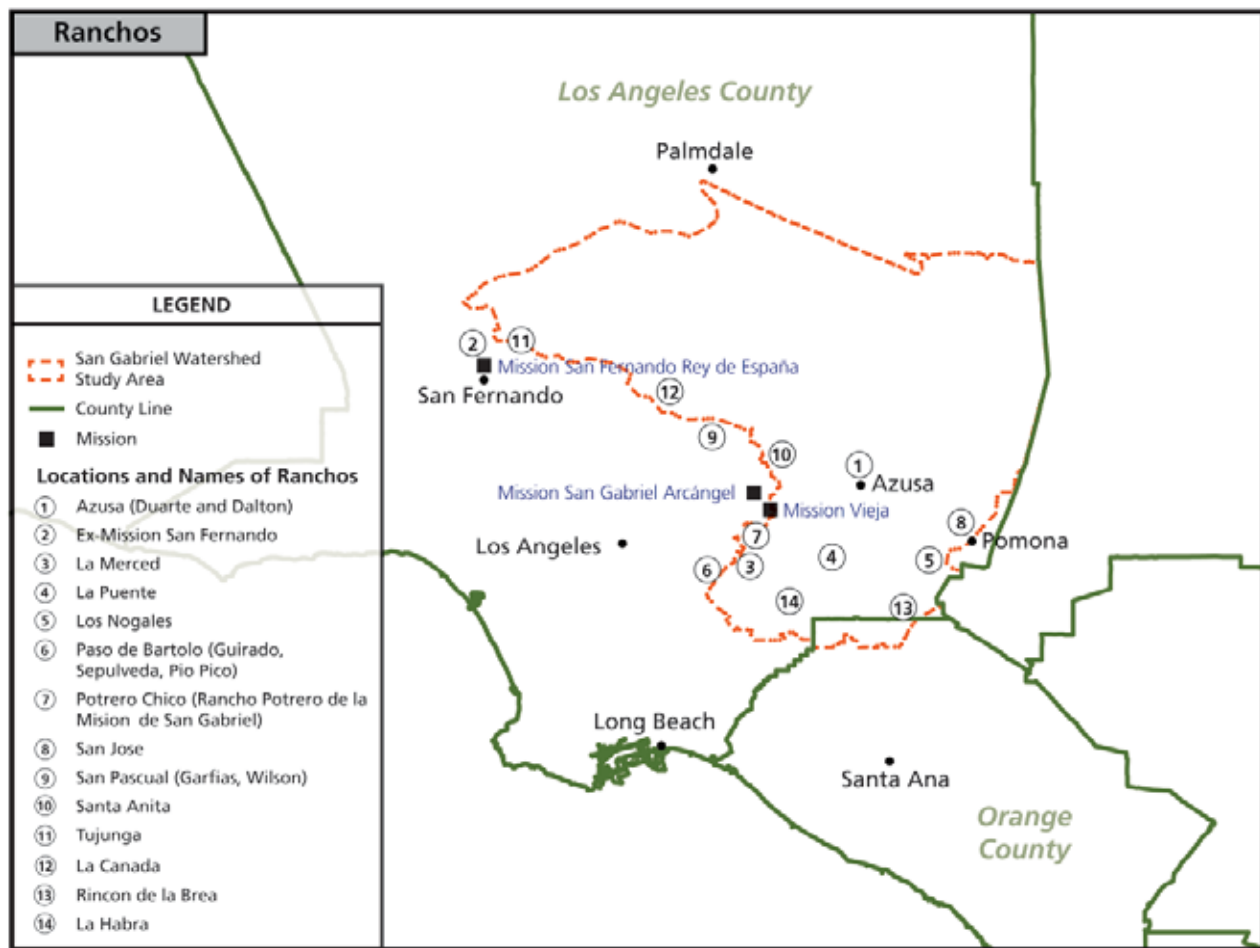 Ranchos
Los Angeles County
Palmdale
LEGEND
San Gabriel Watershed
Study Area
County Line
Mission
Locations and Names of Ranchos
1 Azusa (Duarte and Dalton)
2 Ex-Mission San Fernando
3 La Merced
4 La Puente
5 Los Nogales
6 Paso de Bartolo (Guirado,
Sepulveda, Pio Pico)
7 Potrero Chico (Rancho Potrero de la
Mision de San Gabriel)
8 San Jose
9 San Pascual (Garfias, Wilson)
10 Santa Anita
11 Tujunga
12 La Canada
13 Rincon de la Brea
14 La Habra
2
11
Mission San Fernando Rey de España
San Fernando
12
9
10
1
Mission San Gabriel Arcángel
Azusa
Mission Vieja
8
7
Los Angeles
Pomona
4
5
6
3
14
13
Long Beach
Santa Ana
Orange
County